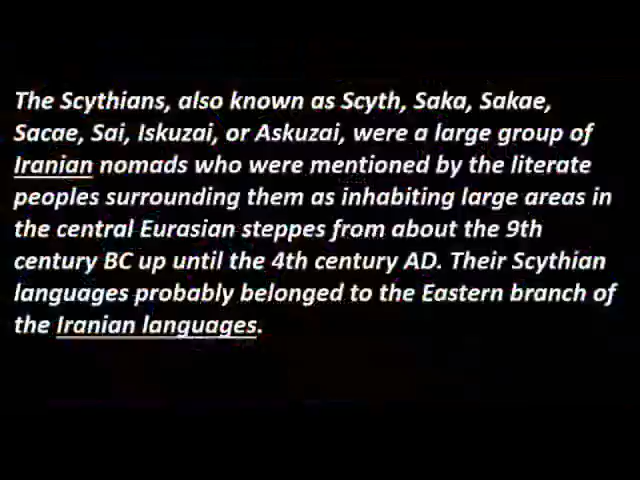 The Scythians, also known as Scyth, Saka, Sakae,
Sacae, Sai, Iskuzai, or Askuzai, were a large group of
Iranian nomads who were mentioned by the literate
peoples surrounding them as inhabiting large areas in
the central Eurasian steppes from about the 9th
century BC up until the 4th century AD. Their Scythian
languages probably belonged to the Eastern branch of
the Iranian languages.